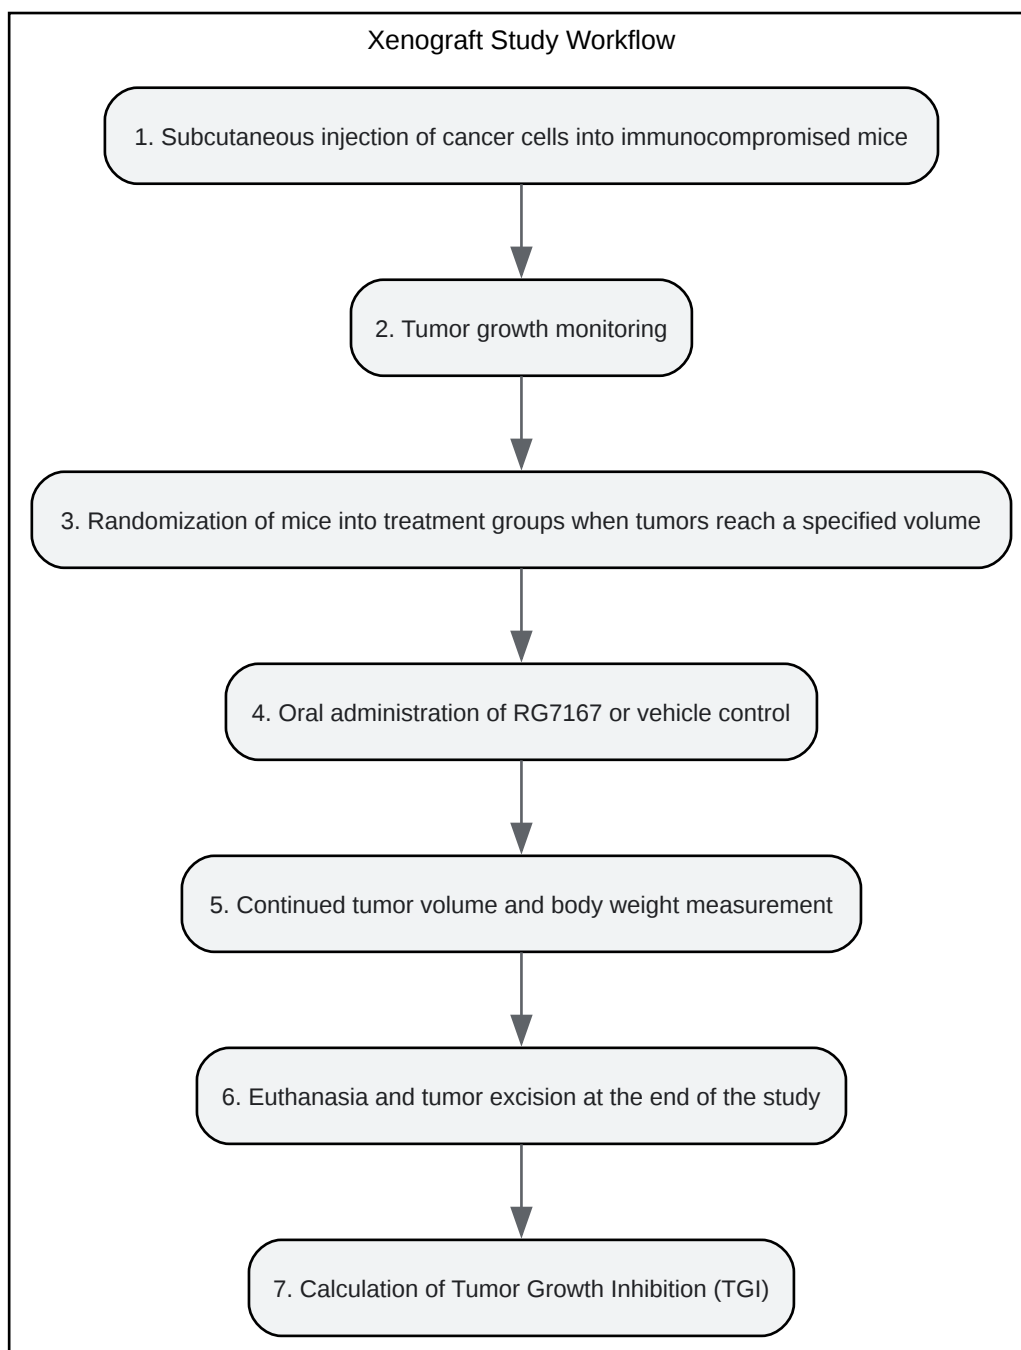 Xenograft Study Workflow
1. Subcutaneous injection of cancer cells into immunocompromised mice
2. Tumor growth monitoring
3. Randomization of mice into treatment groups when tumors reach a specified volume
4. Oral administration of RG7167 or vehicle control
5. Continued tumor volume and body weight measurement
6. Euthanasia and tumor excision at the end of the study
7. Calculation of Tumor Growth Inhibition (TGI)